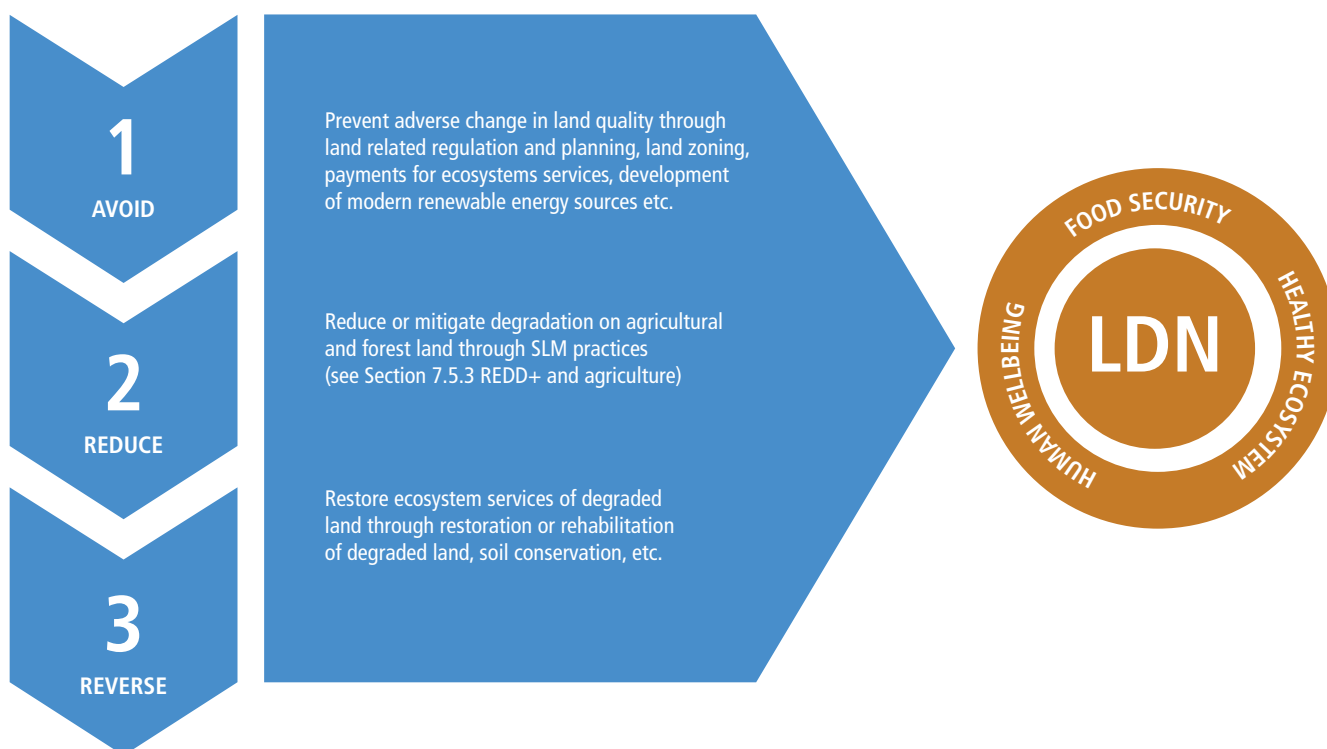 1
AVOID
Prevent adverse change in land quality through
land related regulation and planning, land zoning,
payments for ecosystems services, development
of modern renewable energy sources etc.
2
REDUCE
Reduce or mitigate degradation on agricultural
and forest land through SLM practices
(see Section 7.5.3 REDD+ and agriculture)
3
REVERSE
Restore ecosystem services of degraded
land through restoration or rehabilitation
of degraded land, soil conservation, etc.
FOOD SECURITY
HEALTHY ECOSYSTEM
HUMAN WELLBEING
LDN